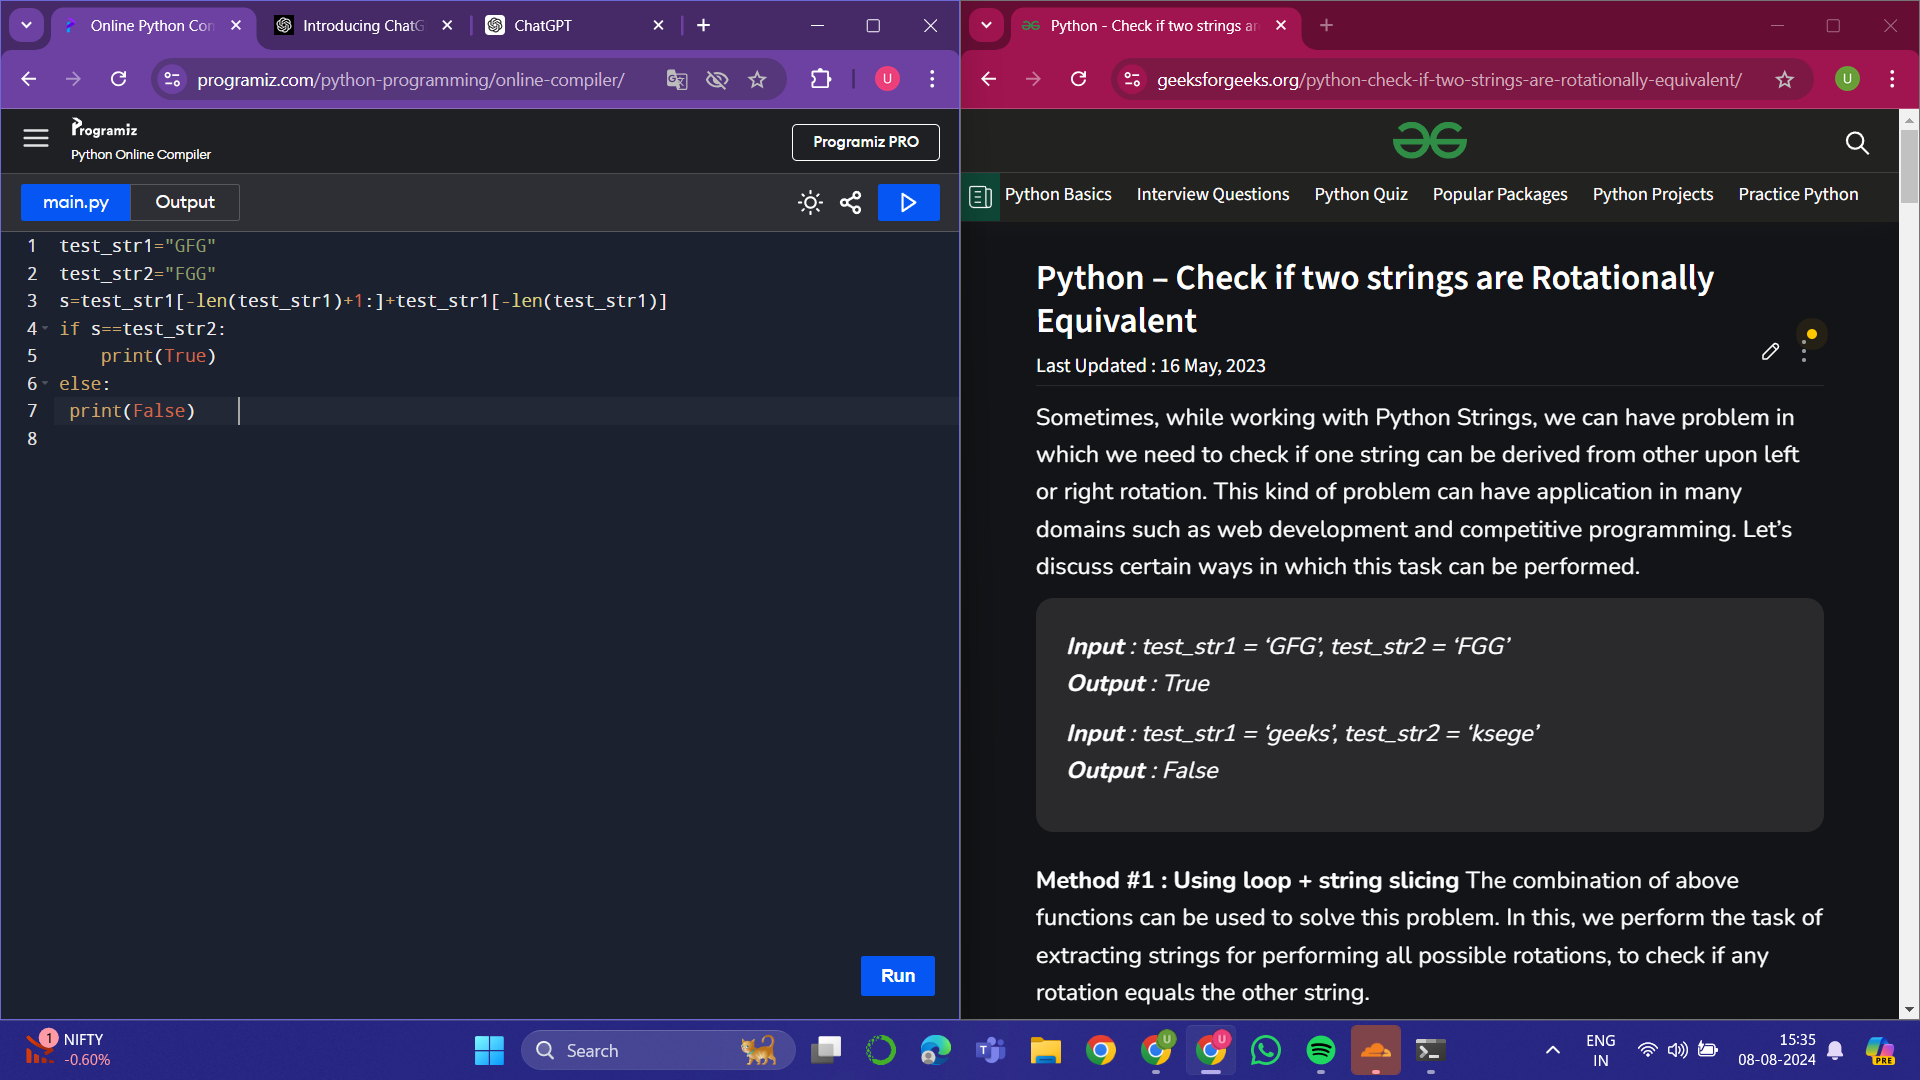 Online Python Con
Introducing ChatG
ChatGPT
programiz.com/python-programming/online-compiler/
U
Programiz
Python Online Compiler
Programiz PRO
main.py
Output
1 test_str1="GFG"
2 test_str2="FGG"
3 s=test_str1[-len(test_str1)+1:]+test_str1[-len(test_str1)]
4 if s==test_str2:
5     print(True)
6 else:
7  print(False)
8
Run
Python - Check if two strings ar
geeksforgeeks.org/python-check-if-two-strings-are-rotationally-equivalent/
U
Python Basics
Interview Questions
Python Quiz
Popular Packages
Python Projects
Practice Python
Python – Check if two strings are Rotationally
Equivalent
Last Updated : 16 May, 2023
Sometimes, while working with Python Strings, we can have problem in
which we need to check if one string can be derived from other upon left
or right rotation. This kind of problem can have application in many
domains such as web development and competitive programming. Let’s
discuss certain ways in which this task can be performed.
Input : test_str1 = ‘GFG’, test_str2 = ‘FGG’
Output : True
Input : test_str1 = ‘geeks’, test_str2 = ‘ksege’
Output : False
Method #1 : Using loop + string slicing The combination of above
functions can be used to solve this problem. In this, we perform the task of
extracting strings for performing all possible rotations, to check if any
rotation equals the other string.
1
NIFTY
-0.60%
Search
U
U
ENG
IN
15:35
08-08-2024
PRE